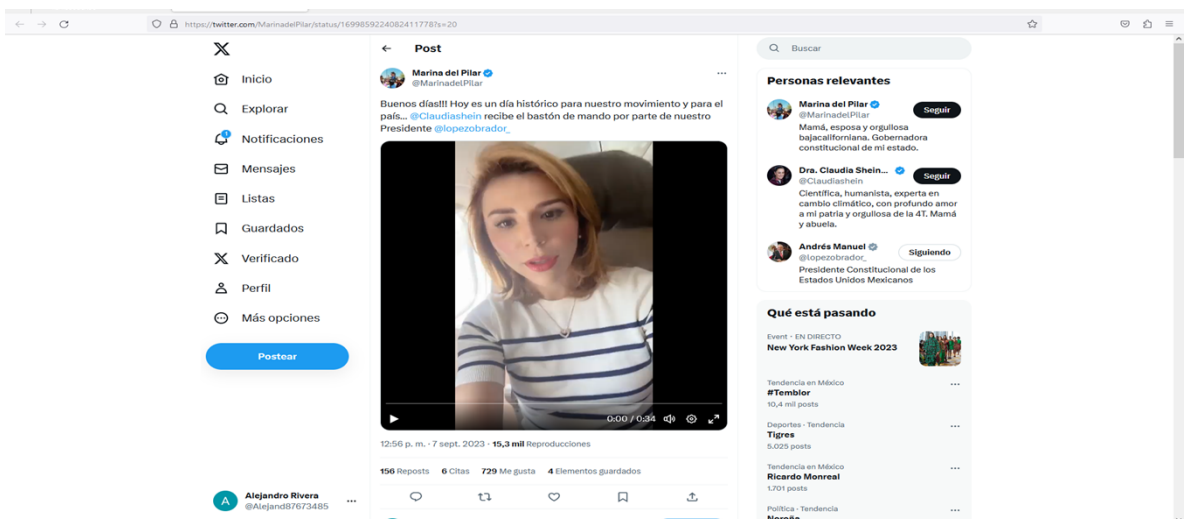 https://twitter.com/MarinadelPilar/status/1699859224082411778?s=20
Inicio
Explorar
Notificaciones
Mensajes
Listas
Guardados
Verificado
Perfil
Más opciones
Postear
A
Alejandro Rivera
@Alejand87673485
Post
Marina del Pilar
@MarinadelPilar
Buenos días!!! Hoy es un día histórico para nuestro movimiento y para el
país... @Claudiashein recibe el bastón de mando por parte de nuestro
Presidente @lopezobrador_
0:00 / 0:34
12:56 p. m. · 7 sept. 2023 · 15,3 mil Reproducciones
156 Reposts 6 Citas 729 Me gusta 4 Elementos guardados
Buscar
Personas relevantes
Marina del Pilar
@MarinadelPilar
Seguir
Mamá, esposa y orgullosa
bajacaliforniana. Gobernadora
constitucional de mi estado.
Dra. Claudia Shein...
@Claudiashein
Seguir
Científica, humanista, experta en
cambio climático, con profundo amor
a mi patria y orgullosa de la 4T. Mamá
y abuela.
Andrés Manuel
@lopezobrador_
Siguiendo
Presidente Constitucional de los
Estados Unidos Mexicanos
Qué está pasando
Event · EN DIRECTO
New York Fashion Week 2023
Tendencia en México
#Temblor
10,4 mil posts
Deportes · Tendencia
Tigres
5.025 posts
Tendencia en México
Ricardo Monreal
1.701 posts
Política · Tendencia